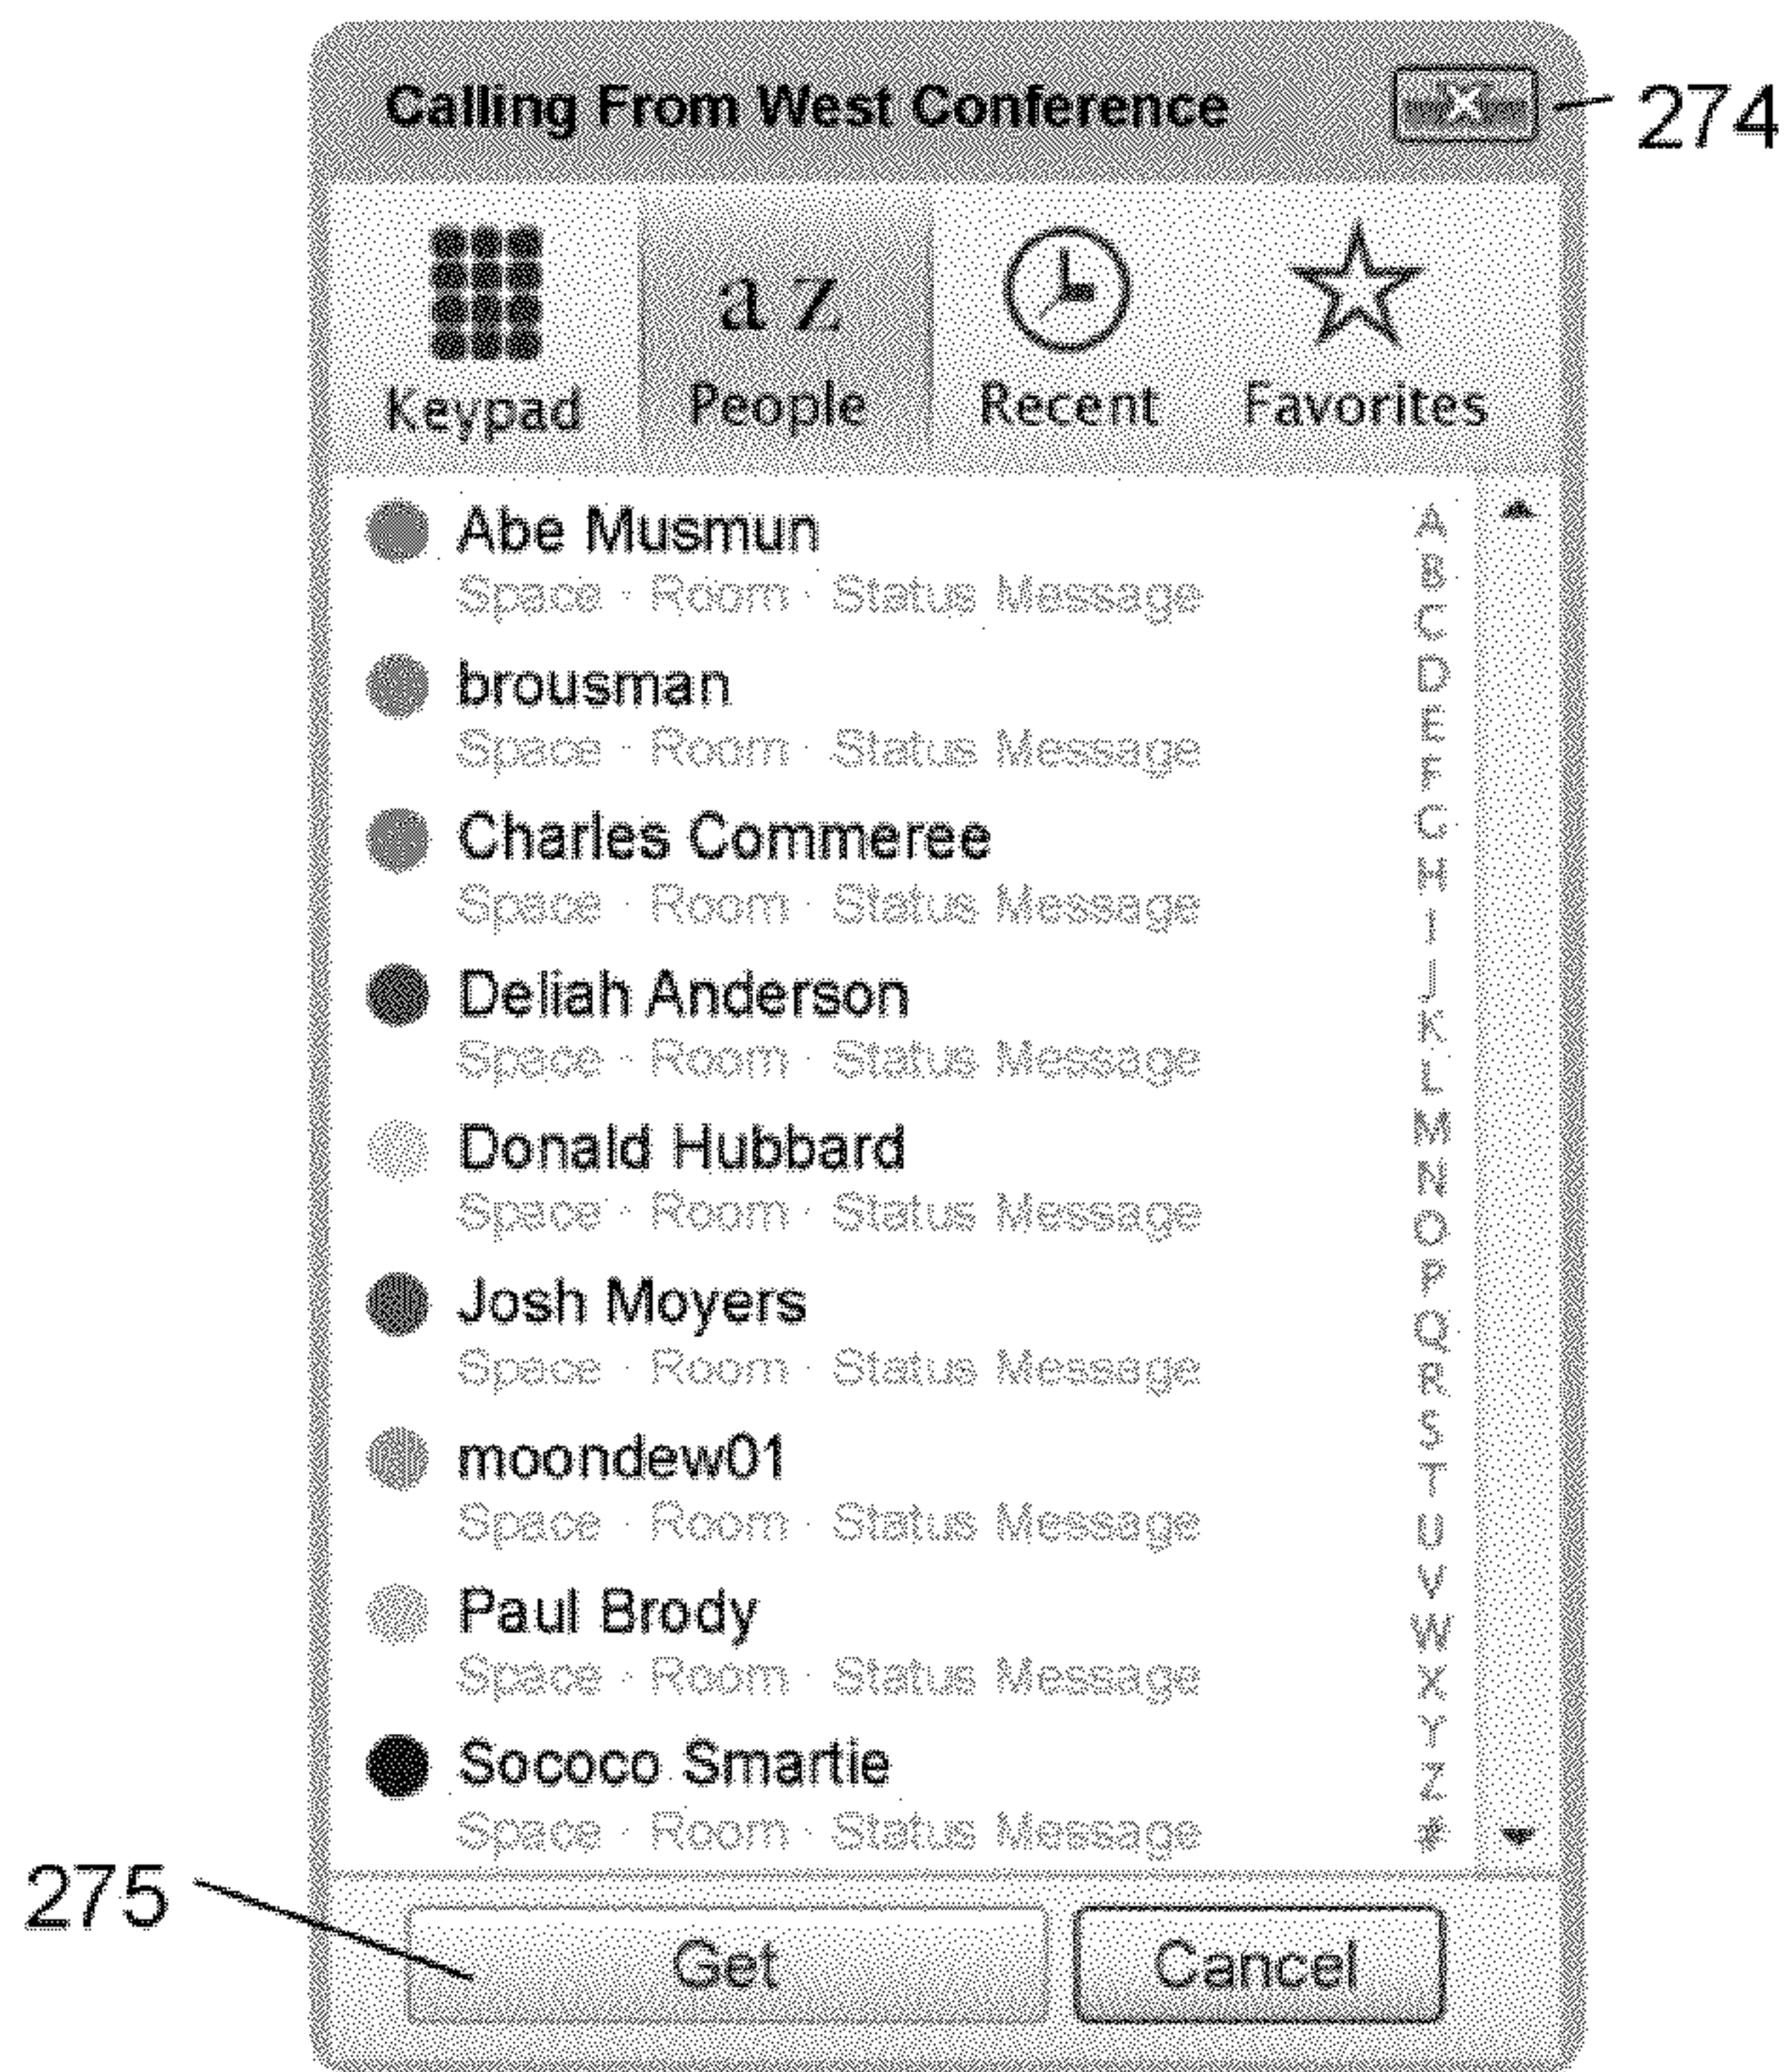 Calling From West Conference X 274
a z
Keypad People Recent Favorites
Abe Musmun
Space · Room · Status Message
brousman
Space · Room · Status Message
Charles Commeree
Space · Room · Status Message
Deliah Anderson
Space · Room · Status Message
Donald Hubbard
Space · Room · Status Message
Josh Moyers
Space · Room · Status Message
moondew01
Space · Room · Status Message
Paul Brody
Space · Room · Status Message
Sococo Smartie
Space · Room · Status Message
A
B
C
D
E
F
G
H
I
J
K
L
M
N
O
P
Q
R
S
T
U
V
W
X
Y
Z
#
275
Get Cancel